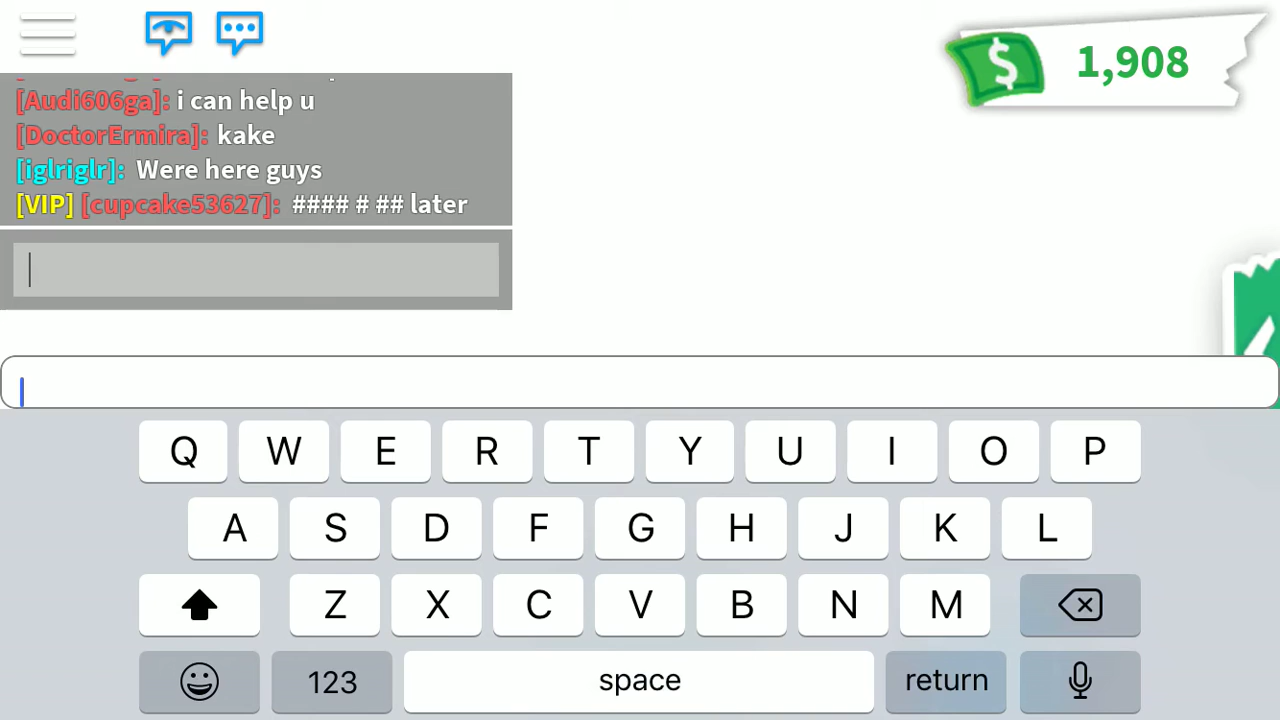 [Audi606ga]: i can help u
[DoctorErmira]: kake
[iglriglr]: Were here guys
[VIP] [cupcake53627]: #### # ## later
$ 1,908
Q W E R T Y U I O P
A S D F G H J K L
Z X C V B N M
123 space return